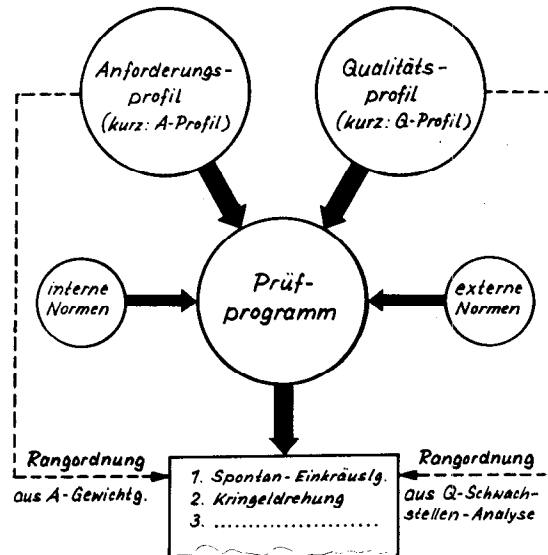 Anforderungs-
profil
(kurz: A-Profil)
Qualitäts-
profil
(kurz: Q-Profil)
interne
Normen
Prüf-
programm
externe
Normen
Rangordnung
aus A-Gewichtg.
1. Spontan-Einkräuslg.
2. Kringeldrehung
3. .....................
Rangordnung
aus Q-Schwach-
stellen-Analyse